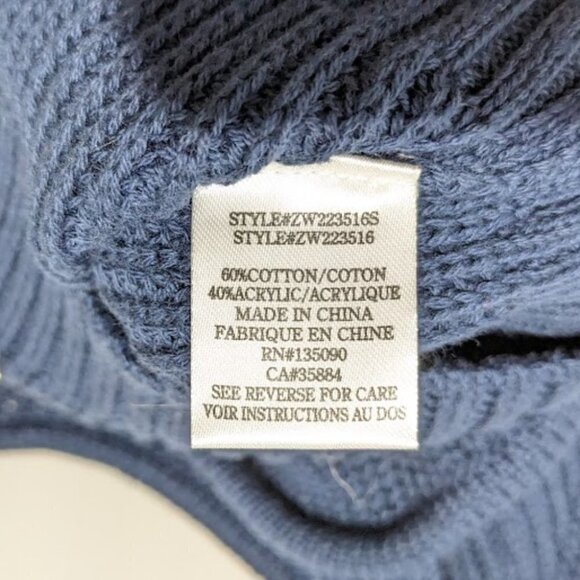 STYLE#ZW223516S
STYLE#ZW223516
60%COTTON/COTON
40%ACRYLIC/ACRYLIQUE
MADE IN CHINA
FABRIQUE EN CHINE
RN#135090
CA#35884
SEE REVERSE FOR CARE
VOIR INSTRUCTIONS AU DOS